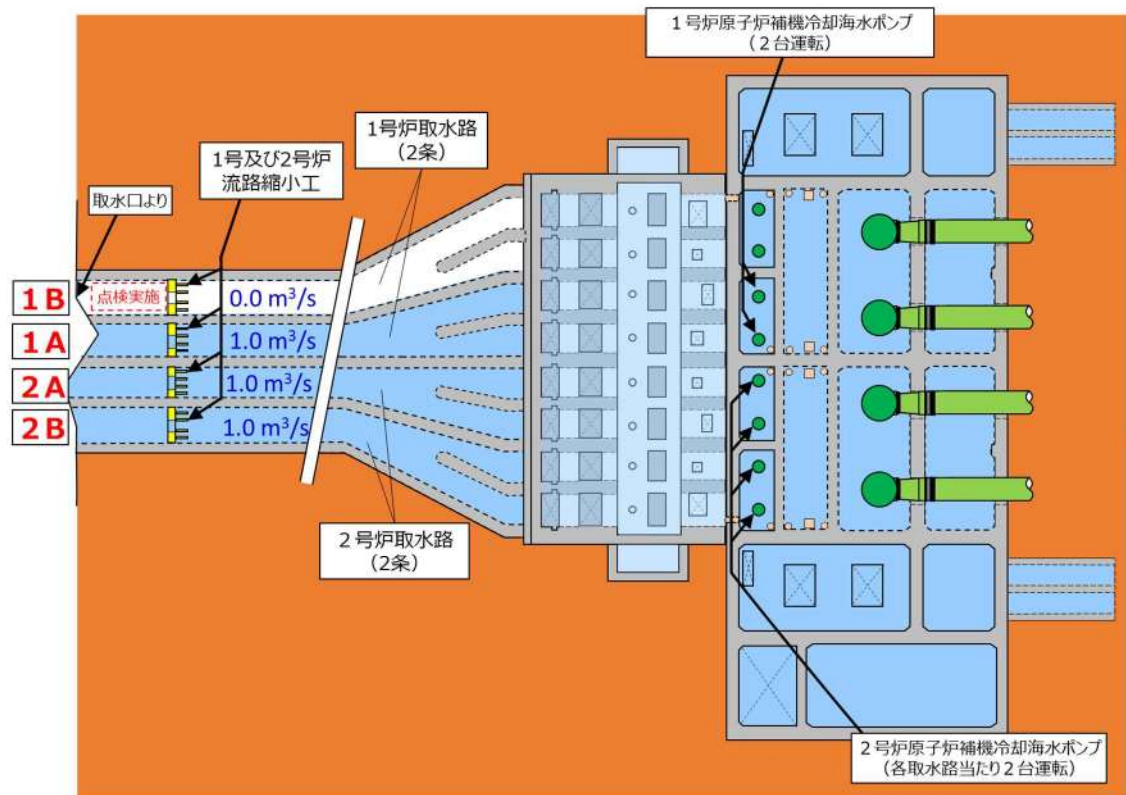 1号炉原子炉補機冷却海水ポンプ
(2台運転)
1号炉取水路
(2条)
1号及び2号炉
流路縮小工
取水口より
1B
点検実施
0.0 m³/s
1A
1.0 m³/s
2A
1.0 m³/s
2B
1.0 m³/s
2号炉取水路
(2条)
2号炉原子炉補機冷却海水ポンプ
(各取水路当たり2台運転)